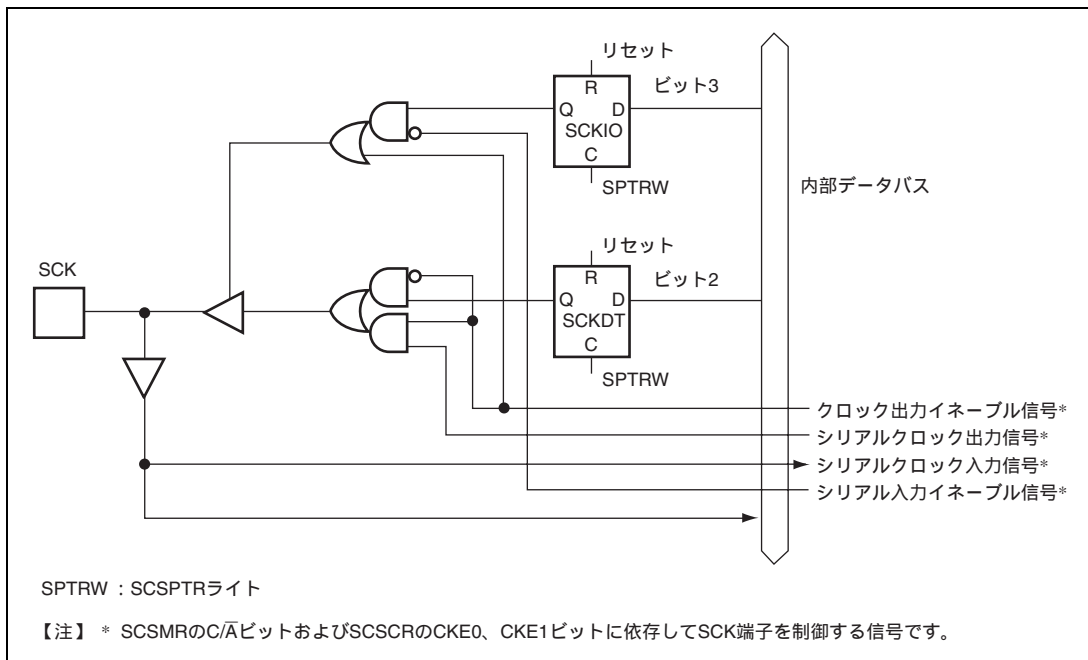 リセット
R
ビット3
Q D
SCKIO
C
SPTRW
内部データバス
リセット
R
ビット2
SCK
Q D
SCKDT
C
SPTRW
クロック出力イネーブル信号*
シリアルクロック出力信号*
シリアルクロック入力信号*
シリアル入力イネーブル信号*
SPTRW : SCSPTRライト
【注】 * SCSMRのC/A̅ビットおよびSCSCRのCKE0、CKE1ビットに依存してSCK端子を制御する信号です。